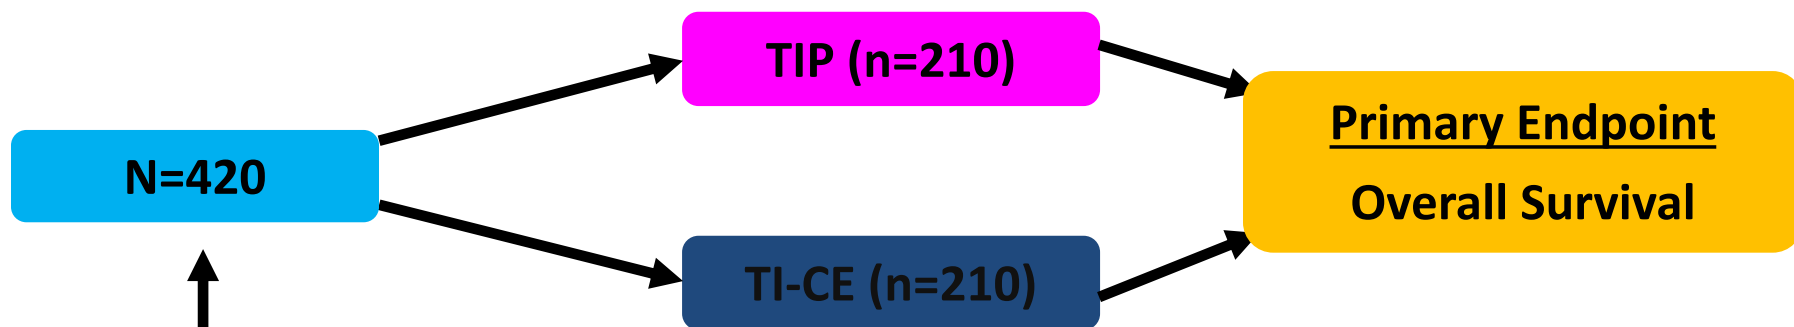 TIP (n=210)
N=420
TI-CE (n=210)
Primary Endpoint
Overall Survival